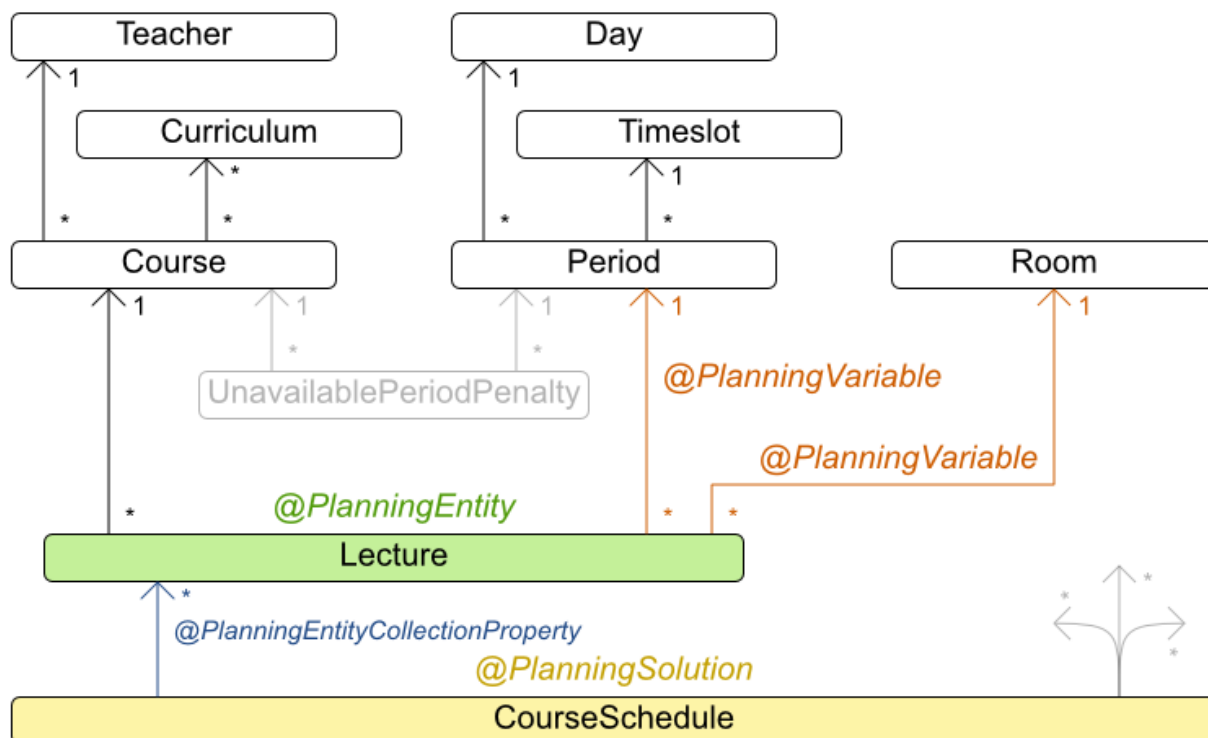 Teacher
Day
1
1
Curriculum
Timeslot
*
1
*
*
*
*
Course
Period
Room
1
1
1
1
1
*
*
UnavailablePeriodPenalty
@PlanningVariable
@PlanningVariable
@PlanningEntity
*
*
*
Lecture
*
*
*
@PlanningEntityCollectionProperty
*
@PlanningSolution
CourseSchedule